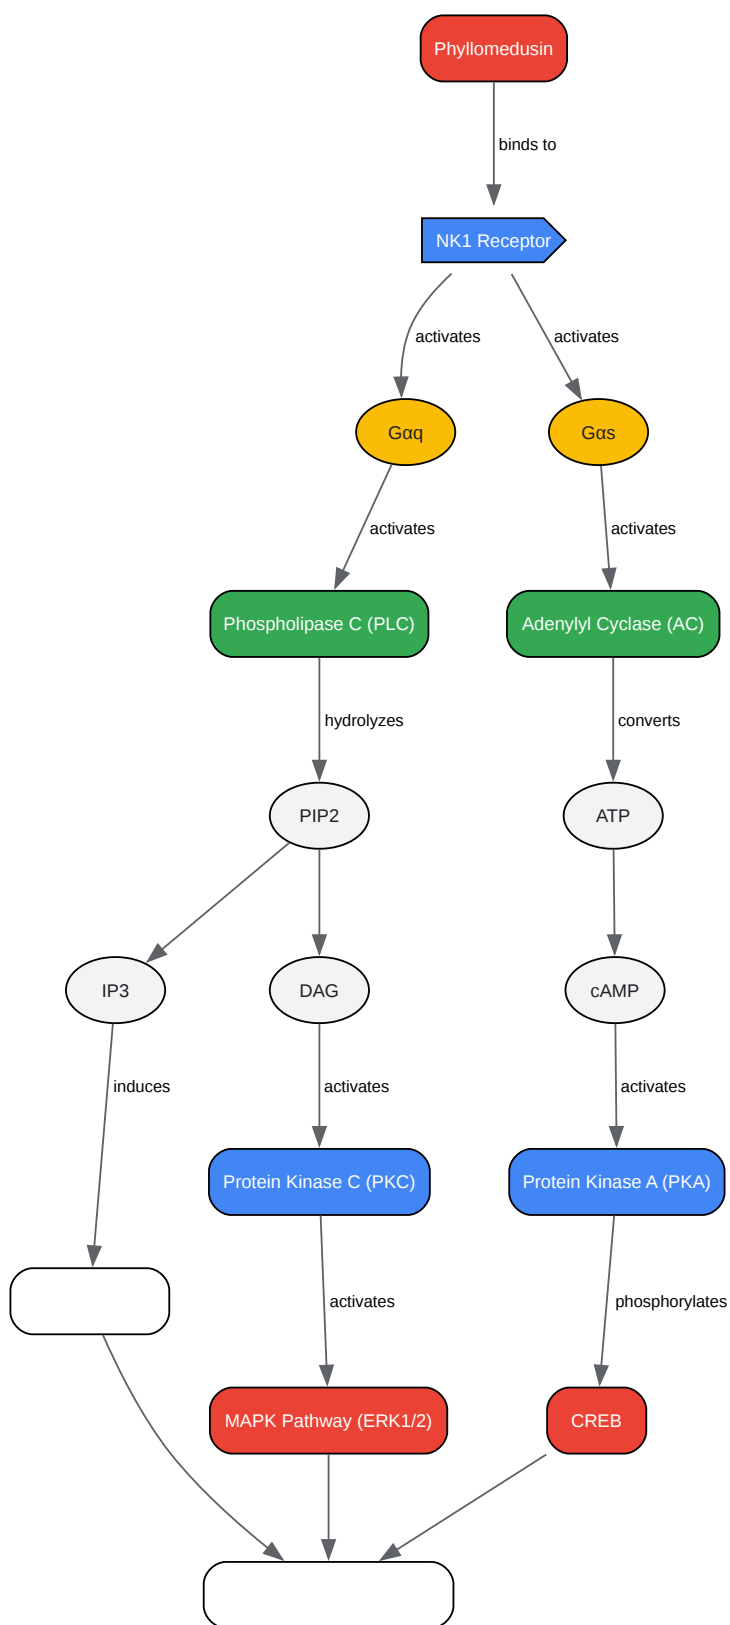 Phyllomedusin
binds to
NK1 Receptor
activates
activates
Gαq
Gαs
activates
activates
Phospholipase C (PLC)
Adenylyl Cyclase (AC)
hydrolyzes
converts
PIP2
ATP
IP3
DAG
cAMP
induces
activates
activates
Protein Kinase C (PKC)
Protein Kinase A (PKA)
activates
phosphorylates
MAPK Pathway (ERK1/2)
CREB